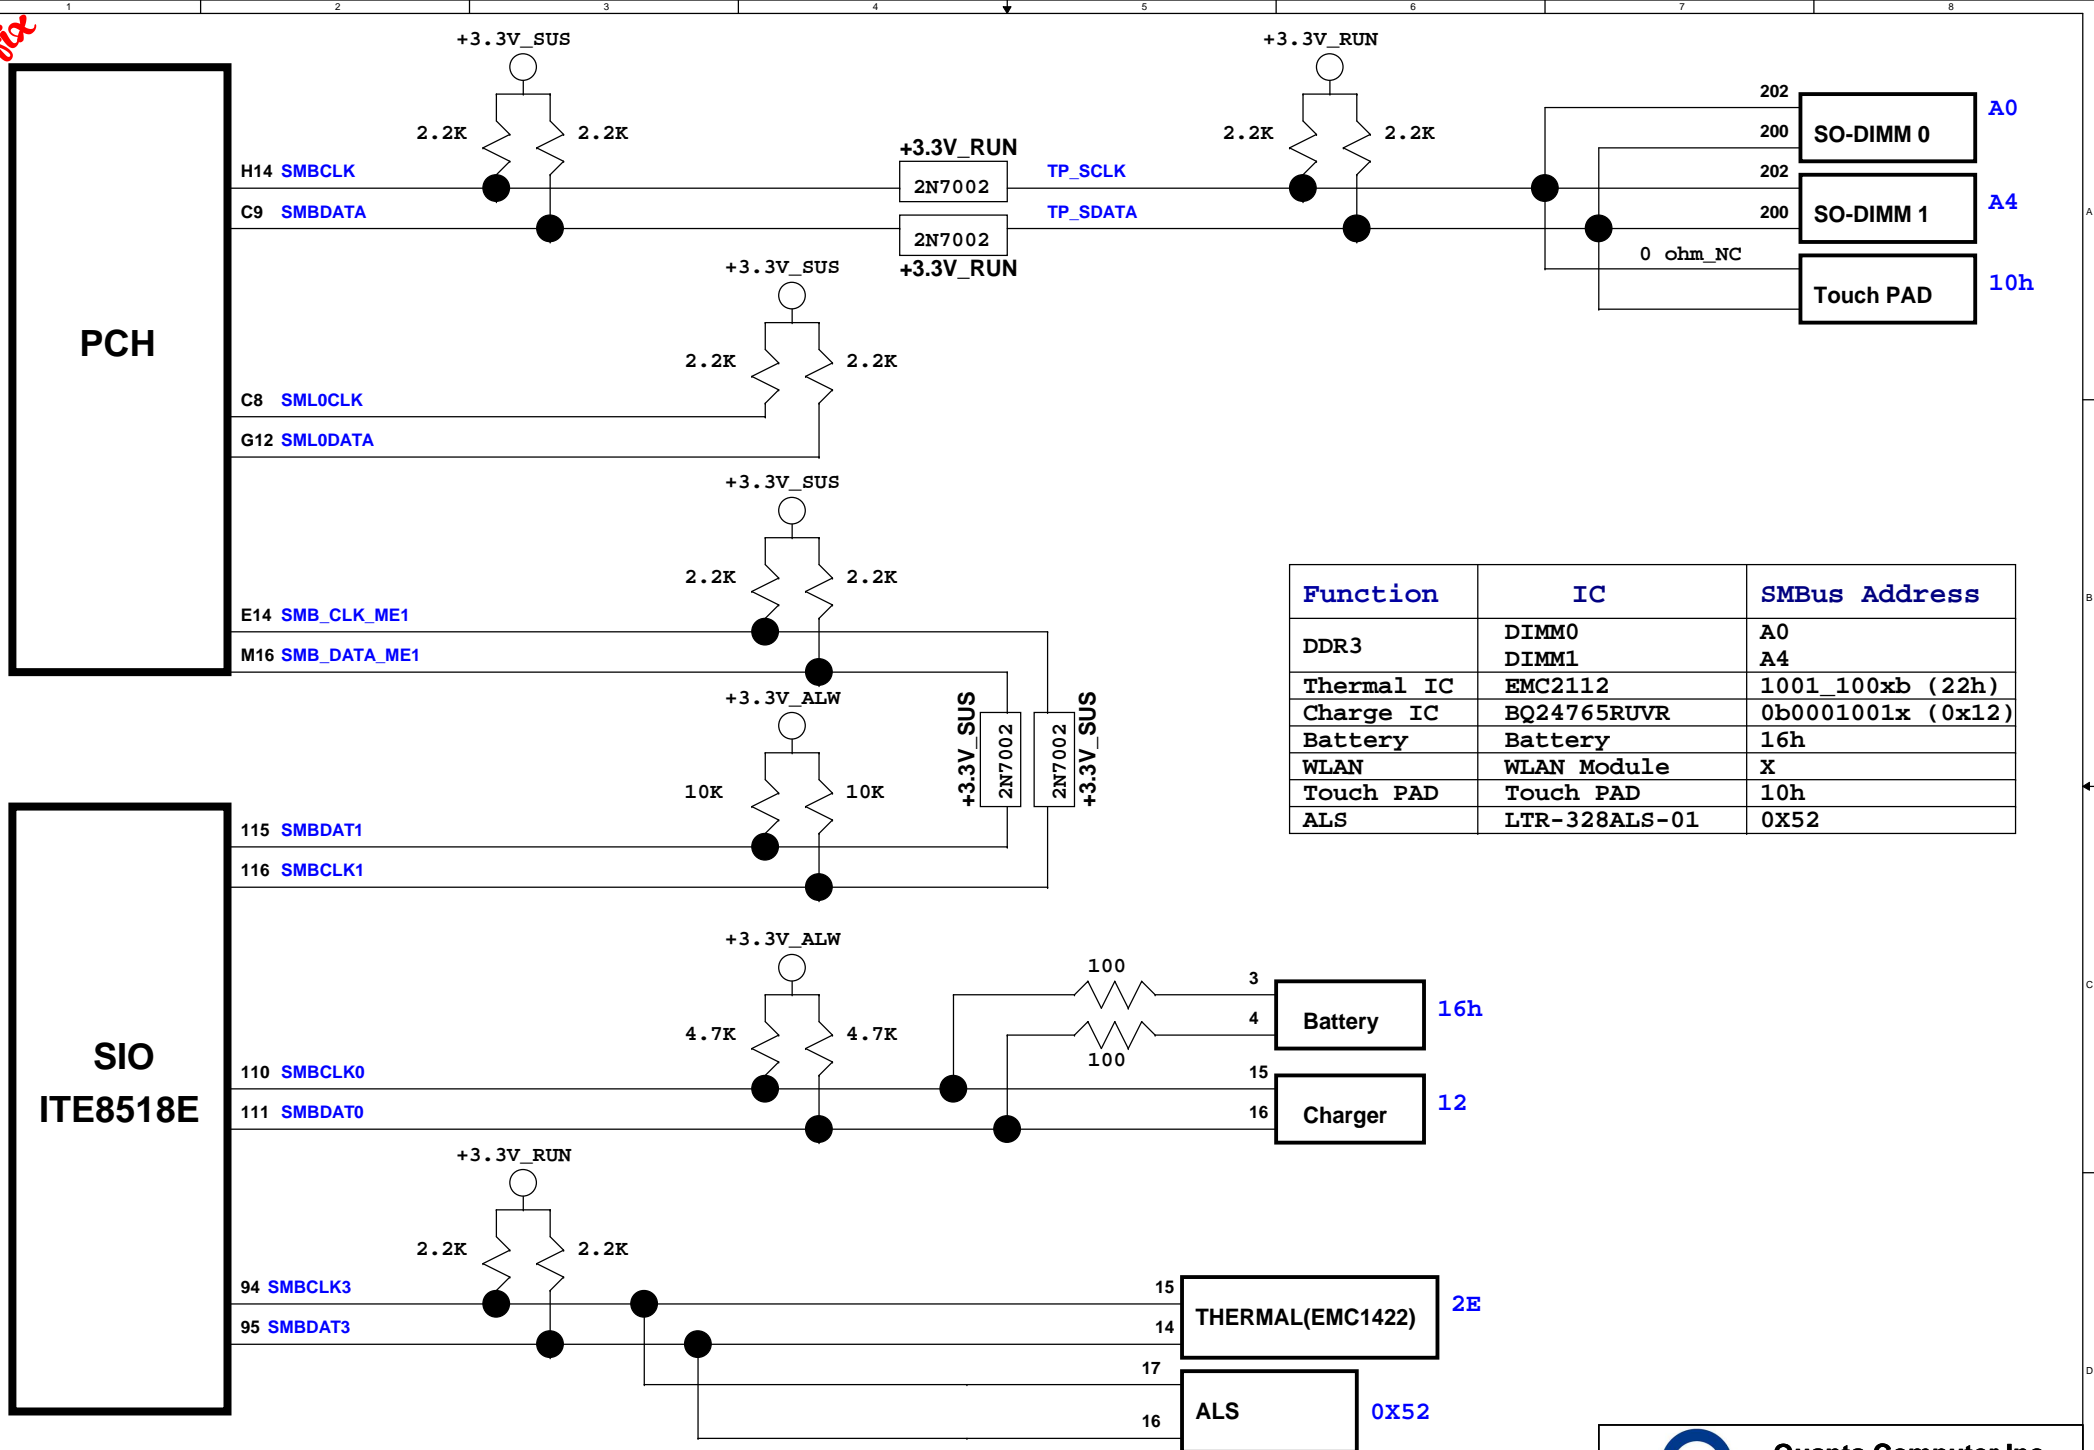 1 2 3 4 5 6 7 8
+3.3V_SUS
+3.3V_RUN
2.2K 2.2K
2.2K 2.2K
H14 SMBCLK
C9 SMBDATA
+3.3V_RUN
2N7002
2N7002
+3.3V_RUN
TP_SCLK
TP_SDATA
202
200
SO-DIMM 0
A0
202
200
SO-DIMM 1
A4
0 ohm_NC
Touch PAD
10h
A
PCH
+3.3V_SUS
2.2K 2.2K
C8 SML0CLK
G12 SML0DATA
+3.3V_SUS
2.2K 2.2K
E14 SMB_CLK_ME1
M16 SMB_DATA_ME1
+3.3V_ALW
10K 10K
+3.3V_SUS
2N7002
2N7002
+3.3V_SUS
115 SMBDAT1
116 SMBCLK1
Function IC SMBus Address
DDR3 DIMM0 A0
DIMM1 A4
Thermal IC EMC2112 1001_100xb (22h)
Charge IC BQ24765RUVR 0b0001001x (0x12)
Battery Battery 16h
WLAN WLAN Module X
Touch PAD Touch PAD 10h
ALS LTR-328ALS-01 0X52
B
SIO
ITE8518E
+3.3V_ALW
4.7K 4.7K
110 SMBCLK0
111 SMBDAT0
100
100
3
4
Battery
16h
15
16
Charger
12
C
+3.3V_RUN
2.2K 2.2K
94 SMBCLK3
95 SMBDAT3
15
14
THERMAL(EMC1422)
2E
17
16
ALS
0X52
D
Quanta Computer Inc